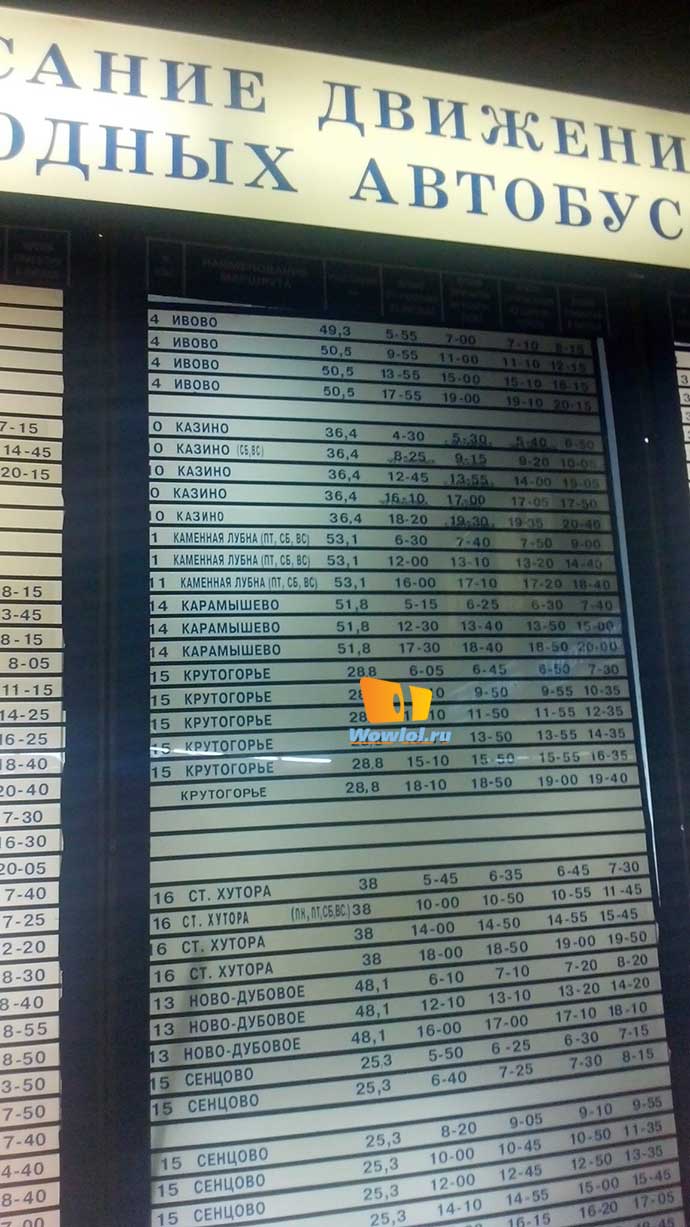 САНИЕ ДВИЖЕНИ
ОДНЫХ АВТОБУС
НАИМЕНОВАНИЕ
МАРШРУТА
4 ИВОВО 49,3 5-55 7-00 7-10 8-15
4 ИВОВО 50,5 9-55 11-00 11-10 12-15
4 ИВОВО 50,5 13-55 15-00 15-10 16-15
4 ИВОВО 50,5 17-55 19-00 19-10 20-15
0 КАЗИНО 36,4 4-30 5-30 5-40 6-50
0 КАЗИНО (СБ,ВС) 36,4 8-25 9-15 9-20 10-05
10 КАЗИНО 36,4 12-45 13-55 14-00 15-05
0 КАЗИНО 36,4 16-10 17-00 17-05 17-50
10 КАЗИНО 36,4 18-20 19-30 19-35 20-40
1 КАМЕННАЯ ЛУБНА (ПТ, СБ, ВС) 53,1 6-30 7-40 7-50 9-00
1 КАМЕННАЯ ЛУБНА (ПТ, СБ, ВС) 53,1 12-00 13-10 13-20 14-40
11 КАМЕННАЯ ЛУБНА (ПТ, СБ, ВС) 53,1 16-00 17-10 17-20 18-40
14 КАРАМЫШЕВО 51,8 5-15 6-25 6-30 7-40
14 КАРАМЫШЕВО 51,8 12-30 13-40 13-50 15-00
14 КАРАМЫШЕВО 51,8 17-30 18-40 18-50 20-00
15 КРУТОГОРЬЕ 28,8 6-05 6-45 6-50 7-30
15 КРУТОГОРЬЕ 9-50 9-55 10-35
15 КРУТОГОРЬЕ 11-50 11-55 12-35
15 КРУТОГОРЬЕ 13-50 13-55 14-35
15 КРУТОГОРЬЕ 28,8 15-10 15-50 15-55 16-35
КРУТОГОРЬЕ 28,8 18-10 18-50 19-00 19-40
16 СТ. ХУТОРА 38 5-45 6-35 6-45 7-30
16 СТ. ХУТОРА (ПН, ПТ,СБ,ВС.) 38 10-00 10-50 10-55 11-45
16 СТ. ХУТОРА 38 14-00 14-50 14-55 15-45
16 СТ. ХУТОРА 38 18-00 18-50 19-00 19-50
13 НОВО-ДУБОВОЕ 48,1 6-10 7-10 7-20 8-20
13 НОВО-ДУБОВОЕ 48,1 12-10 13-10 13-20 14-20
13 НОВО-ДУБОВОЕ 48,1 16-00 17-00 17-10 18-10
15 СЕНЦОВО 25,3 5-50 6-25 6-30 7-15
15 СЕНЦОВО 25,3 6-40 7-25 7-30 8-15
15 СЕНЦОВО 25,3 8-20 9-05 9-10 9-55
15 СЕНЦОВО 25,3 10-00 10-45 10-50 11-35
15 СЕНЦОВО 25,3 12-00 12-45 12-50 13-35
15 СЕНЦОВО 25,3 14-10 14-55 15-00 15-45
16-15 16-20 17-05
7-15
14-45
20-15
8-15
3-45
8-15
8-05
11-15
14-25
16-25
18-40
20-40
7-30
16-30
20-05
7-40
7-25
2-20
8-30
8-40
8-55
8-50
3-50
7-50
7-40
4-40
8-40
7-05
Wowlol.ru